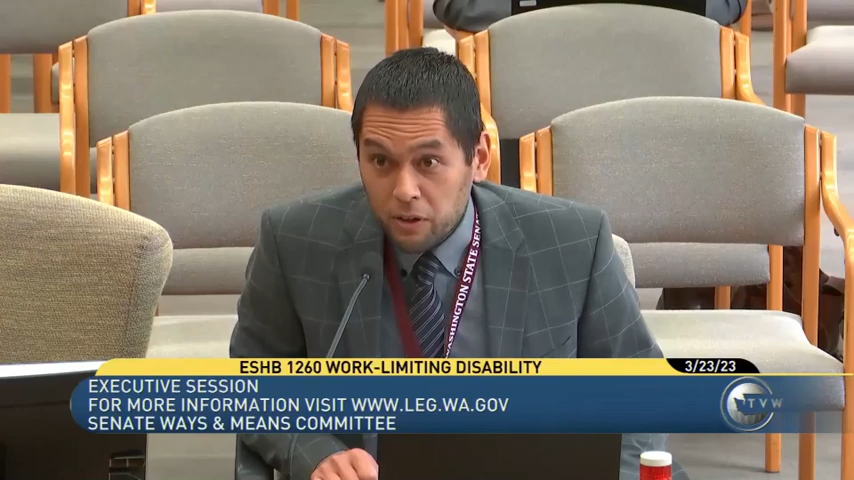 WASHINGTON STATE SENATE
ESHB 1260 WORK-LIMITING DISABILITY
3/23/23
EXECUTIVE SESSION
FOR MORE INFORMATION VISIT WWW.LEG.WA.GOV
SENATE WAYS & MEANS COMMITTEE
TVW